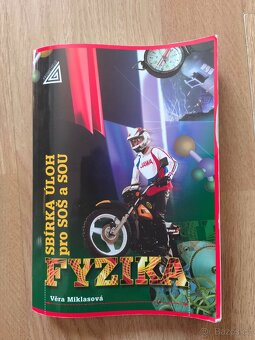 SBÍRKA ÚLOH
pro SOŠ a SOU
FYZIKA
Věra Miklasová